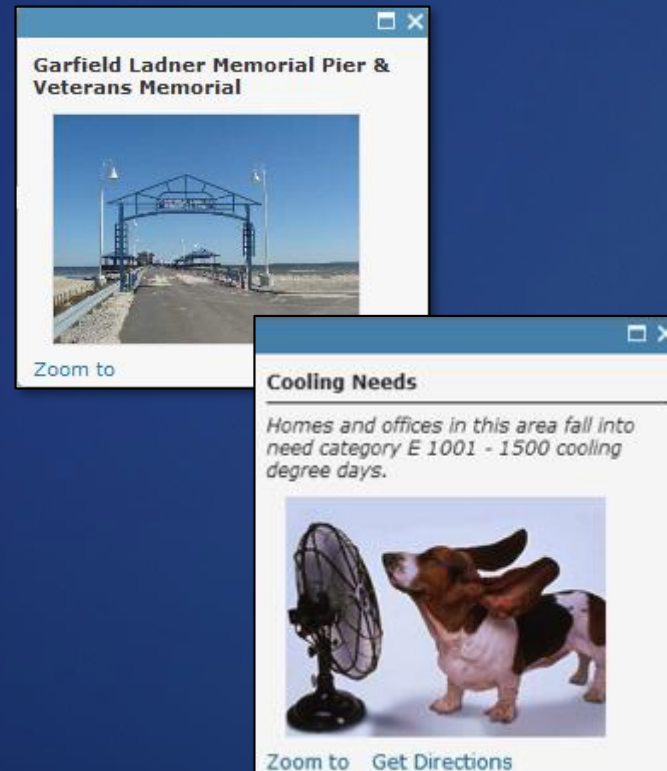 Garfield Ladner Memorial Pier &
Veterans Memorial
Zoom to
Cooling Needs
Homes and offices in this area fall into
need category E 1001 - 1500 cooling
degree days.
Zoom to Get Directions